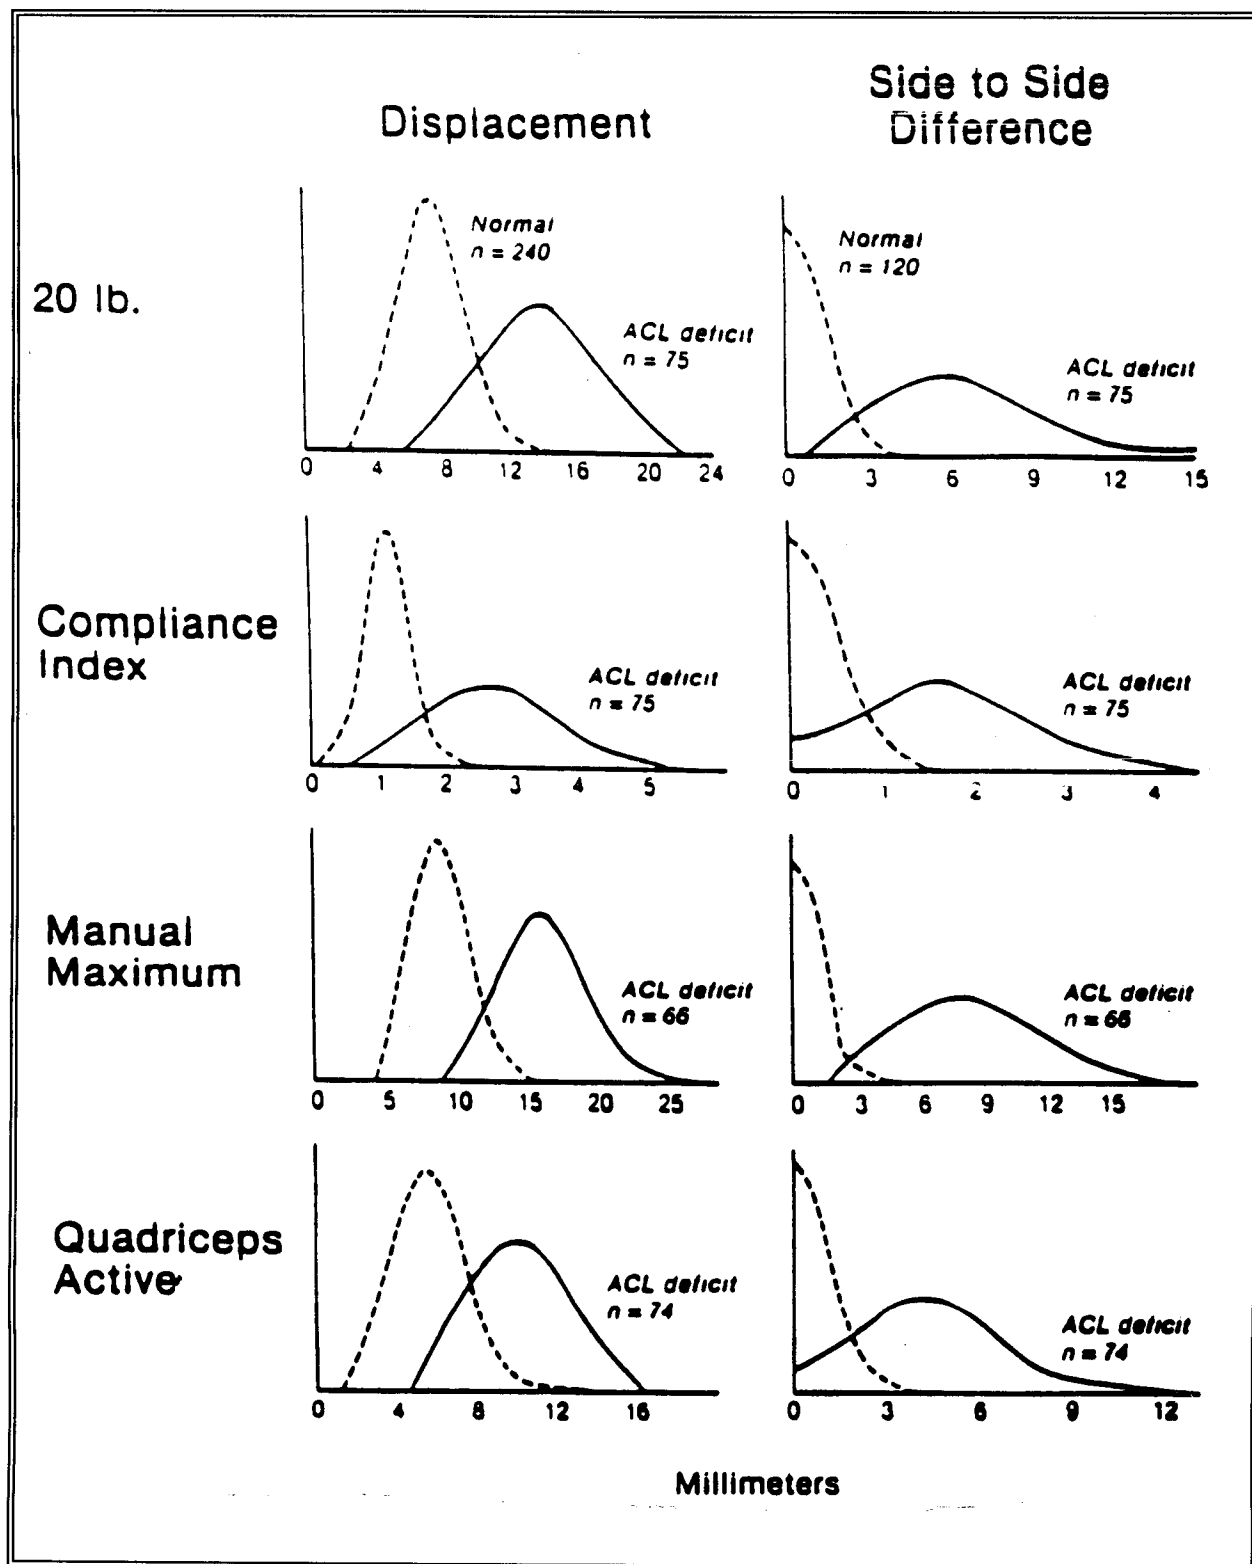 Displacement
Side to Side
Difference
20 lb.
Normal
n = 240
ACL deficit
n = 75
0 4 8 12 16 20 24
Normal
n = 120
ACL deficit
n = 75
0 3 6 9 12 15
Compliance
Index
ACL deficit
n = 75
0 1 2 3 4 5
ACL deficit
n = 75
0 1 2 3 4
Manual
Maximum
ACL deficit
n = 66
0 5 10 15 20 25
ACL deficit
n = 66
0 3 6 9 12 15
Quadriceps
Active
ACL deficit
n = 74
0 4 8 12 16
ACL deficit
n = 74
0 3 6 9 12
Millimeters